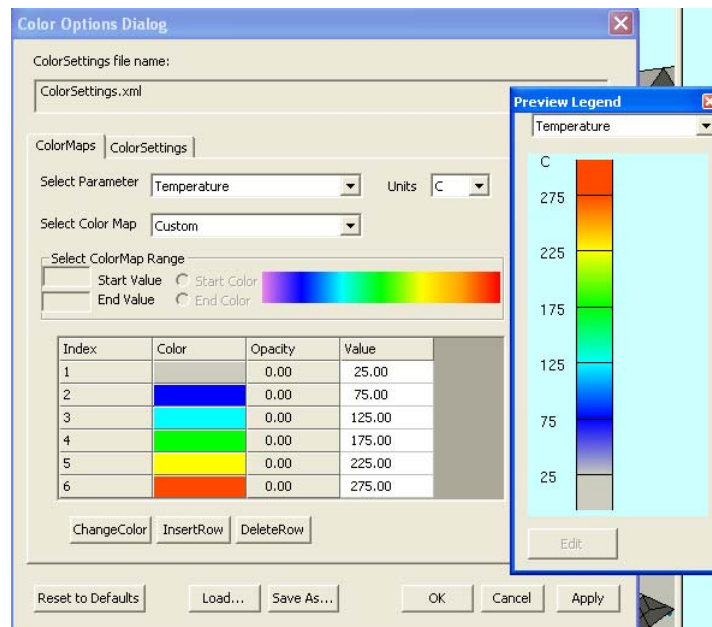 Color Options Dialog
ColorSettings file name:
ColorSettings.xml
ColorMaps ColorSettings
Select Parameter Temperature Units C
Select Color Map Custom
Select ColorMap Range
Start Value Start Color
End Value End Color
Index Color Opacity Value
1 0.00 25.00
2 0.00 75.00
3 0.00 125.00
4 0.00 175.00
5 0.00 225.00
6 0.00 275.00
ChangeColor InsertRow DeleteRow
Reset to Defaults Load... Save As... OK Cancel Apply
Preview Legend
Temperature
C
275
225
175
125
75
25
Edit